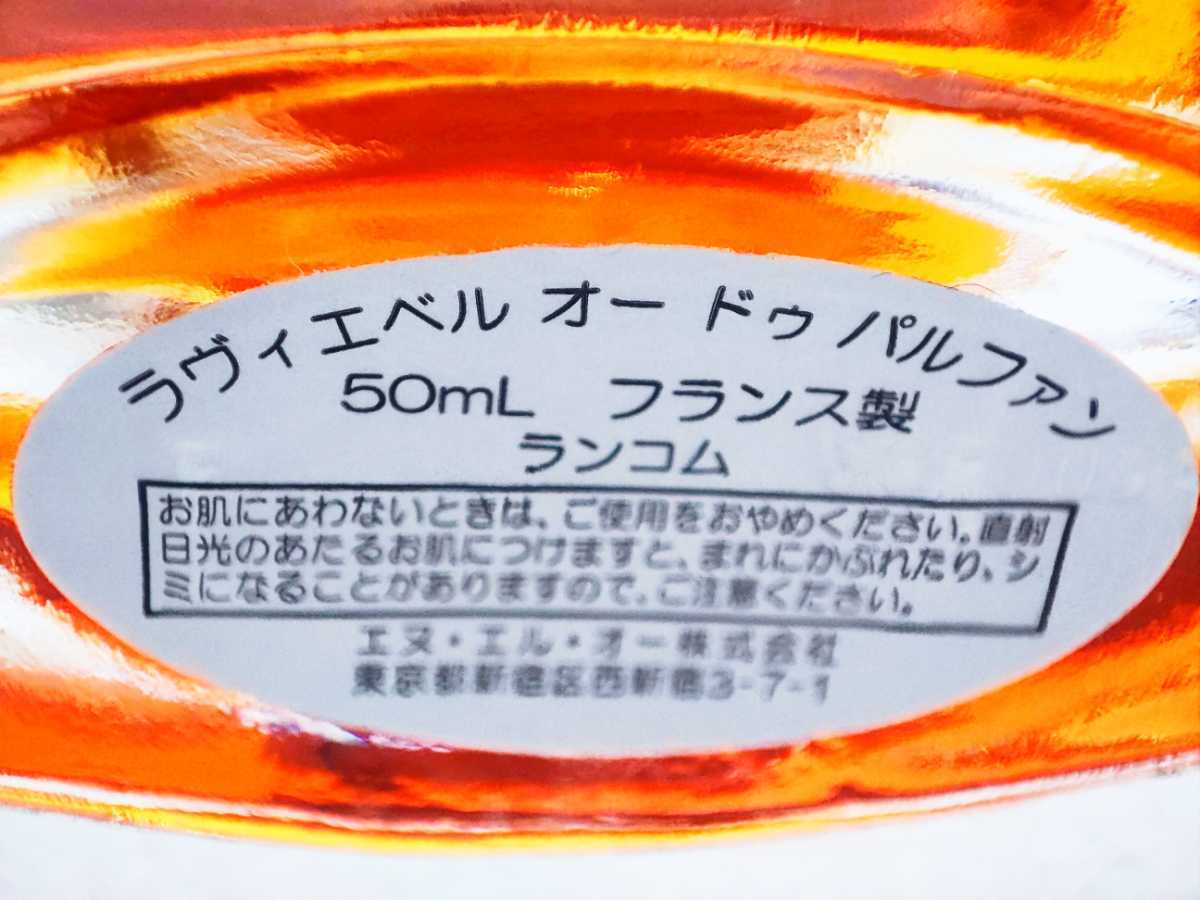 ラヴィエベル オー ドゥ パルファン
50mL フランス製
ランコム
お肌にあわないときは、ご使用をおやめください。直射
日光のあたるお肌につけますと、まれにかぶれたり、シ
ミになることがありますので、ご注意ください。
エヌ・エル・オー株式会社
東京都新宿区西新宿3-7-1